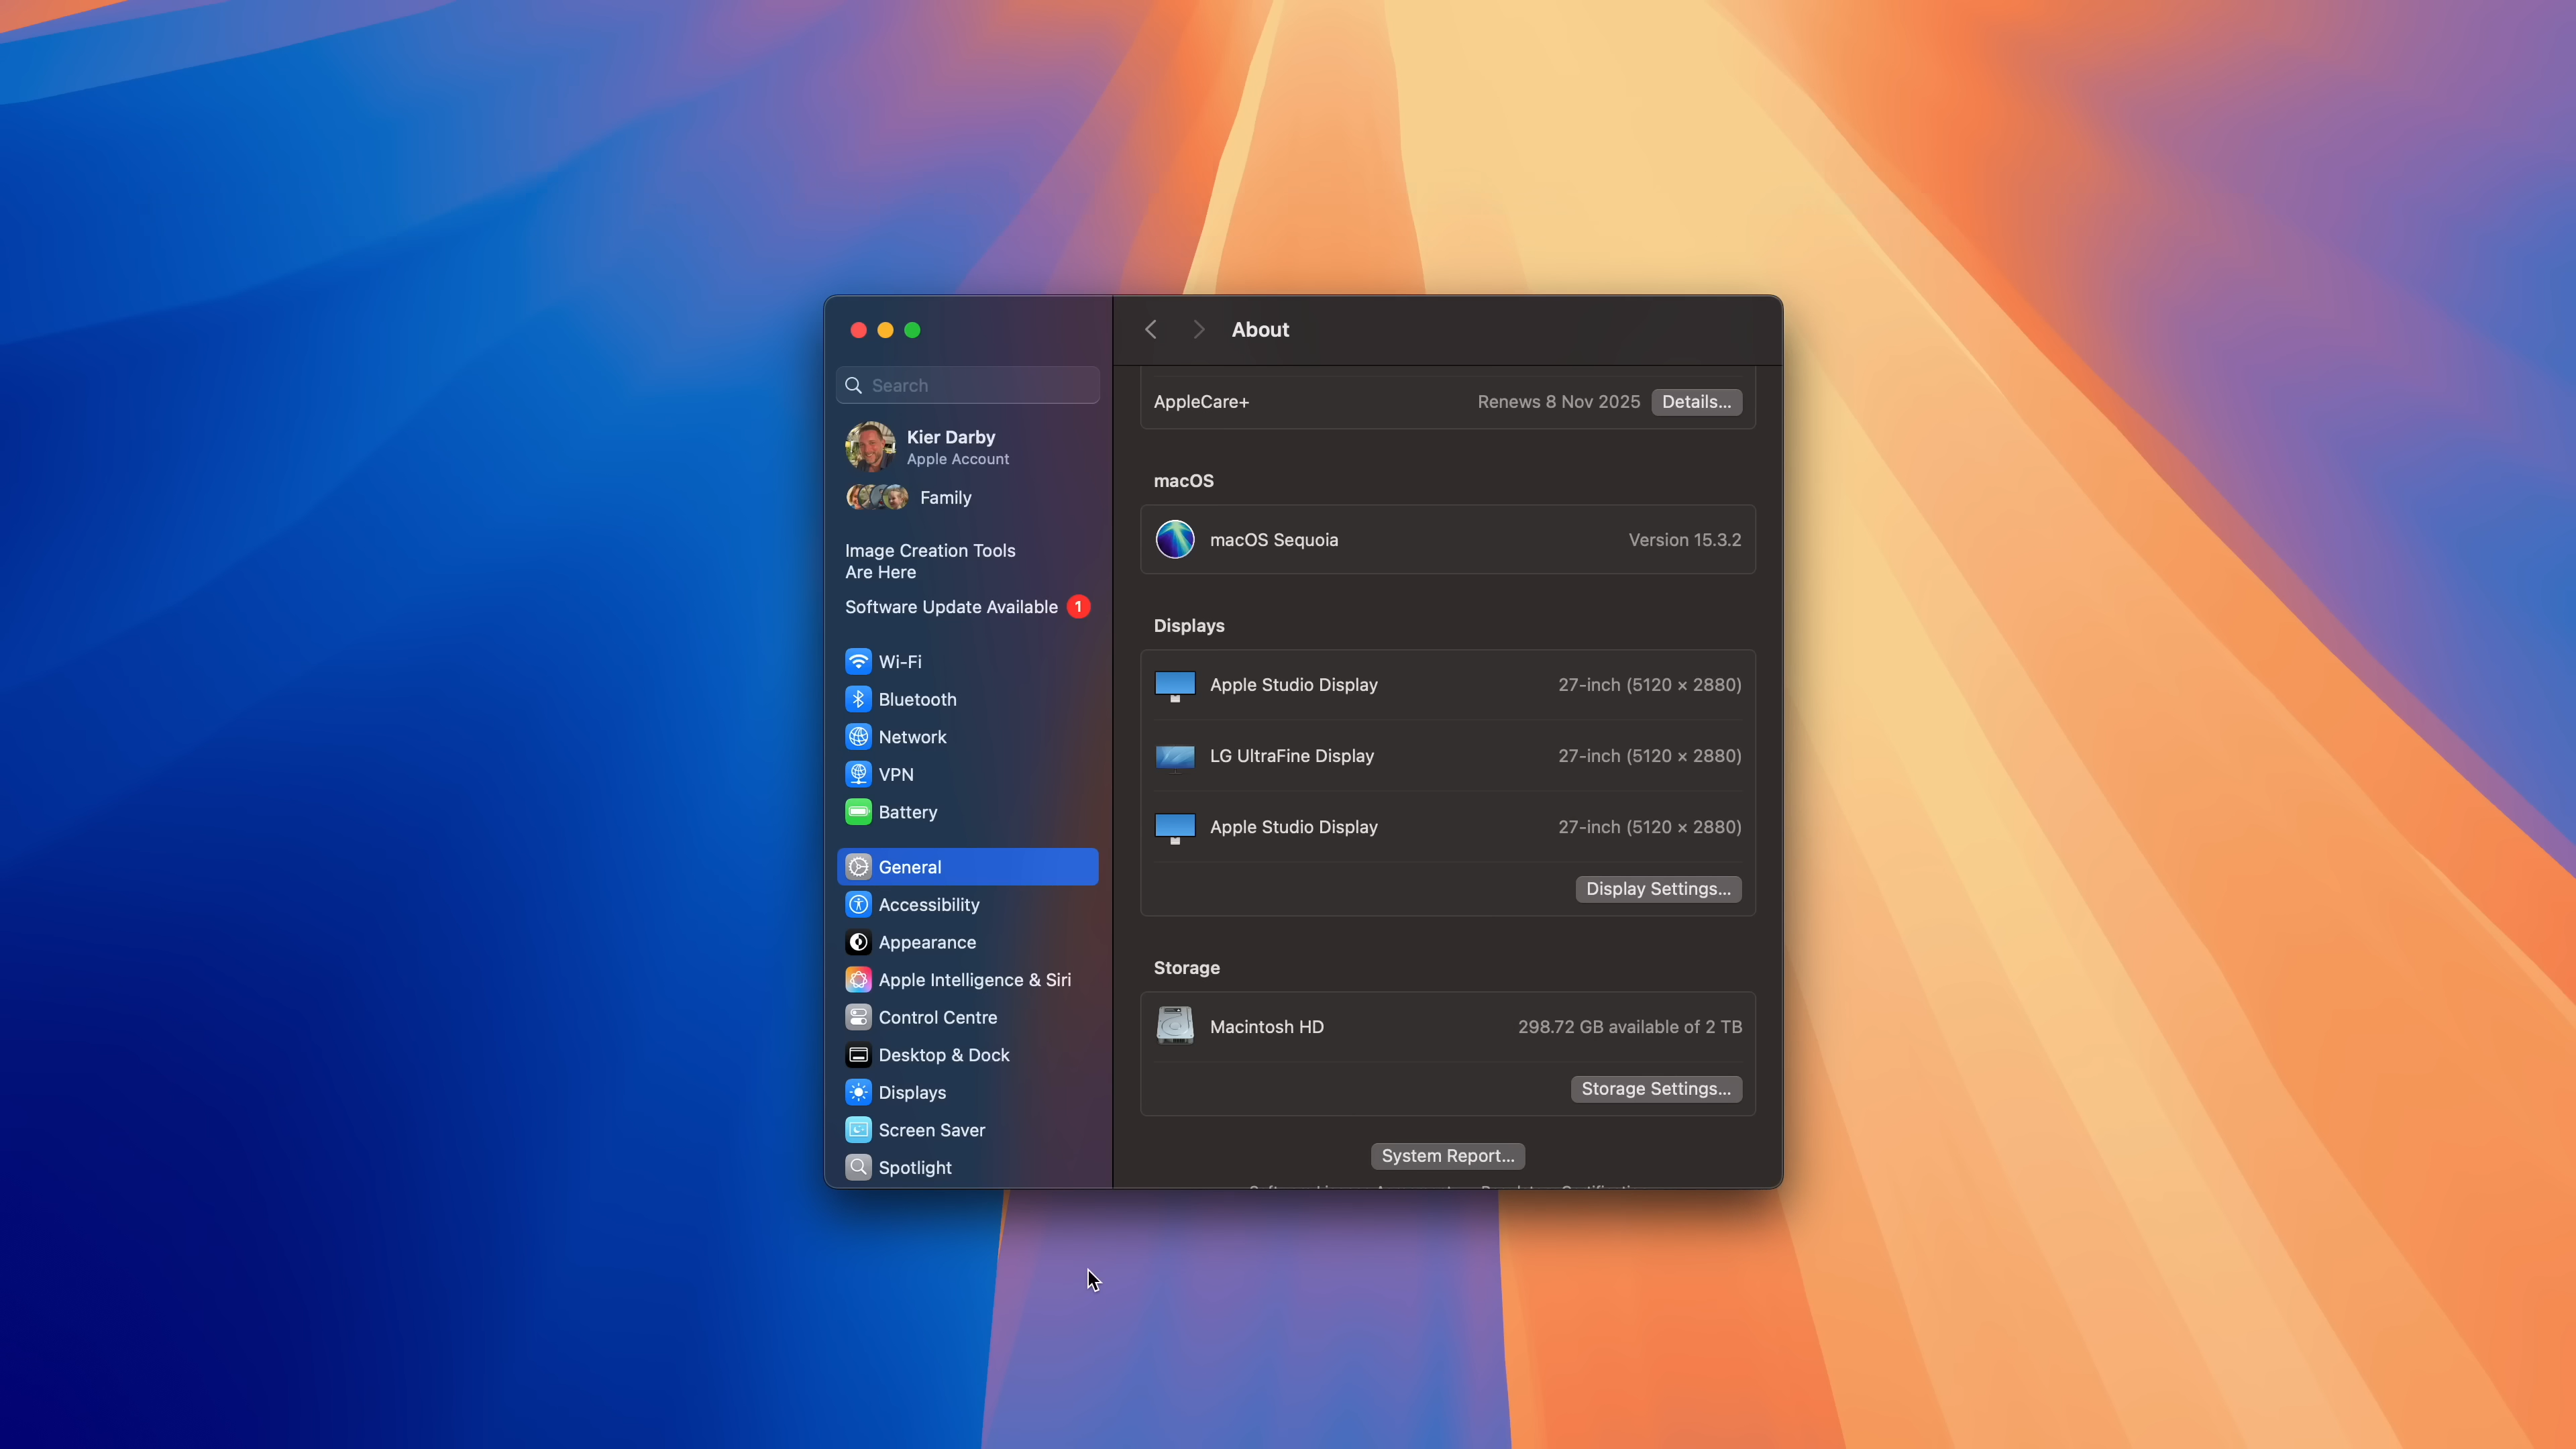 About
Search
Kier Darby
Apple Account
Family
Image Creation Tools
Are Here
Software Update Available 1
Wi-Fi
Bluetooth
Network
VPN
Battery
General
Accessibility
Appearance
Apple Intelligence & Siri
Control Centre
Desktop & Dock
Displays
Screen Saver
Spotlight
AppleCare+ Renews 8 Nov 2025 Details...
macOS
macOS Sequoia Version 15.3.2
Displays
Apple Studio Display 27-inch (5120 × 2880)
LG UltraFine Display 27-inch (5120 × 2880)
Apple Studio Display 27-inch (5120 × 2880)
Display Settings...
Storage
Macintosh HD 298.72 GB available of 2 TB
Storage Settings...
System Report...